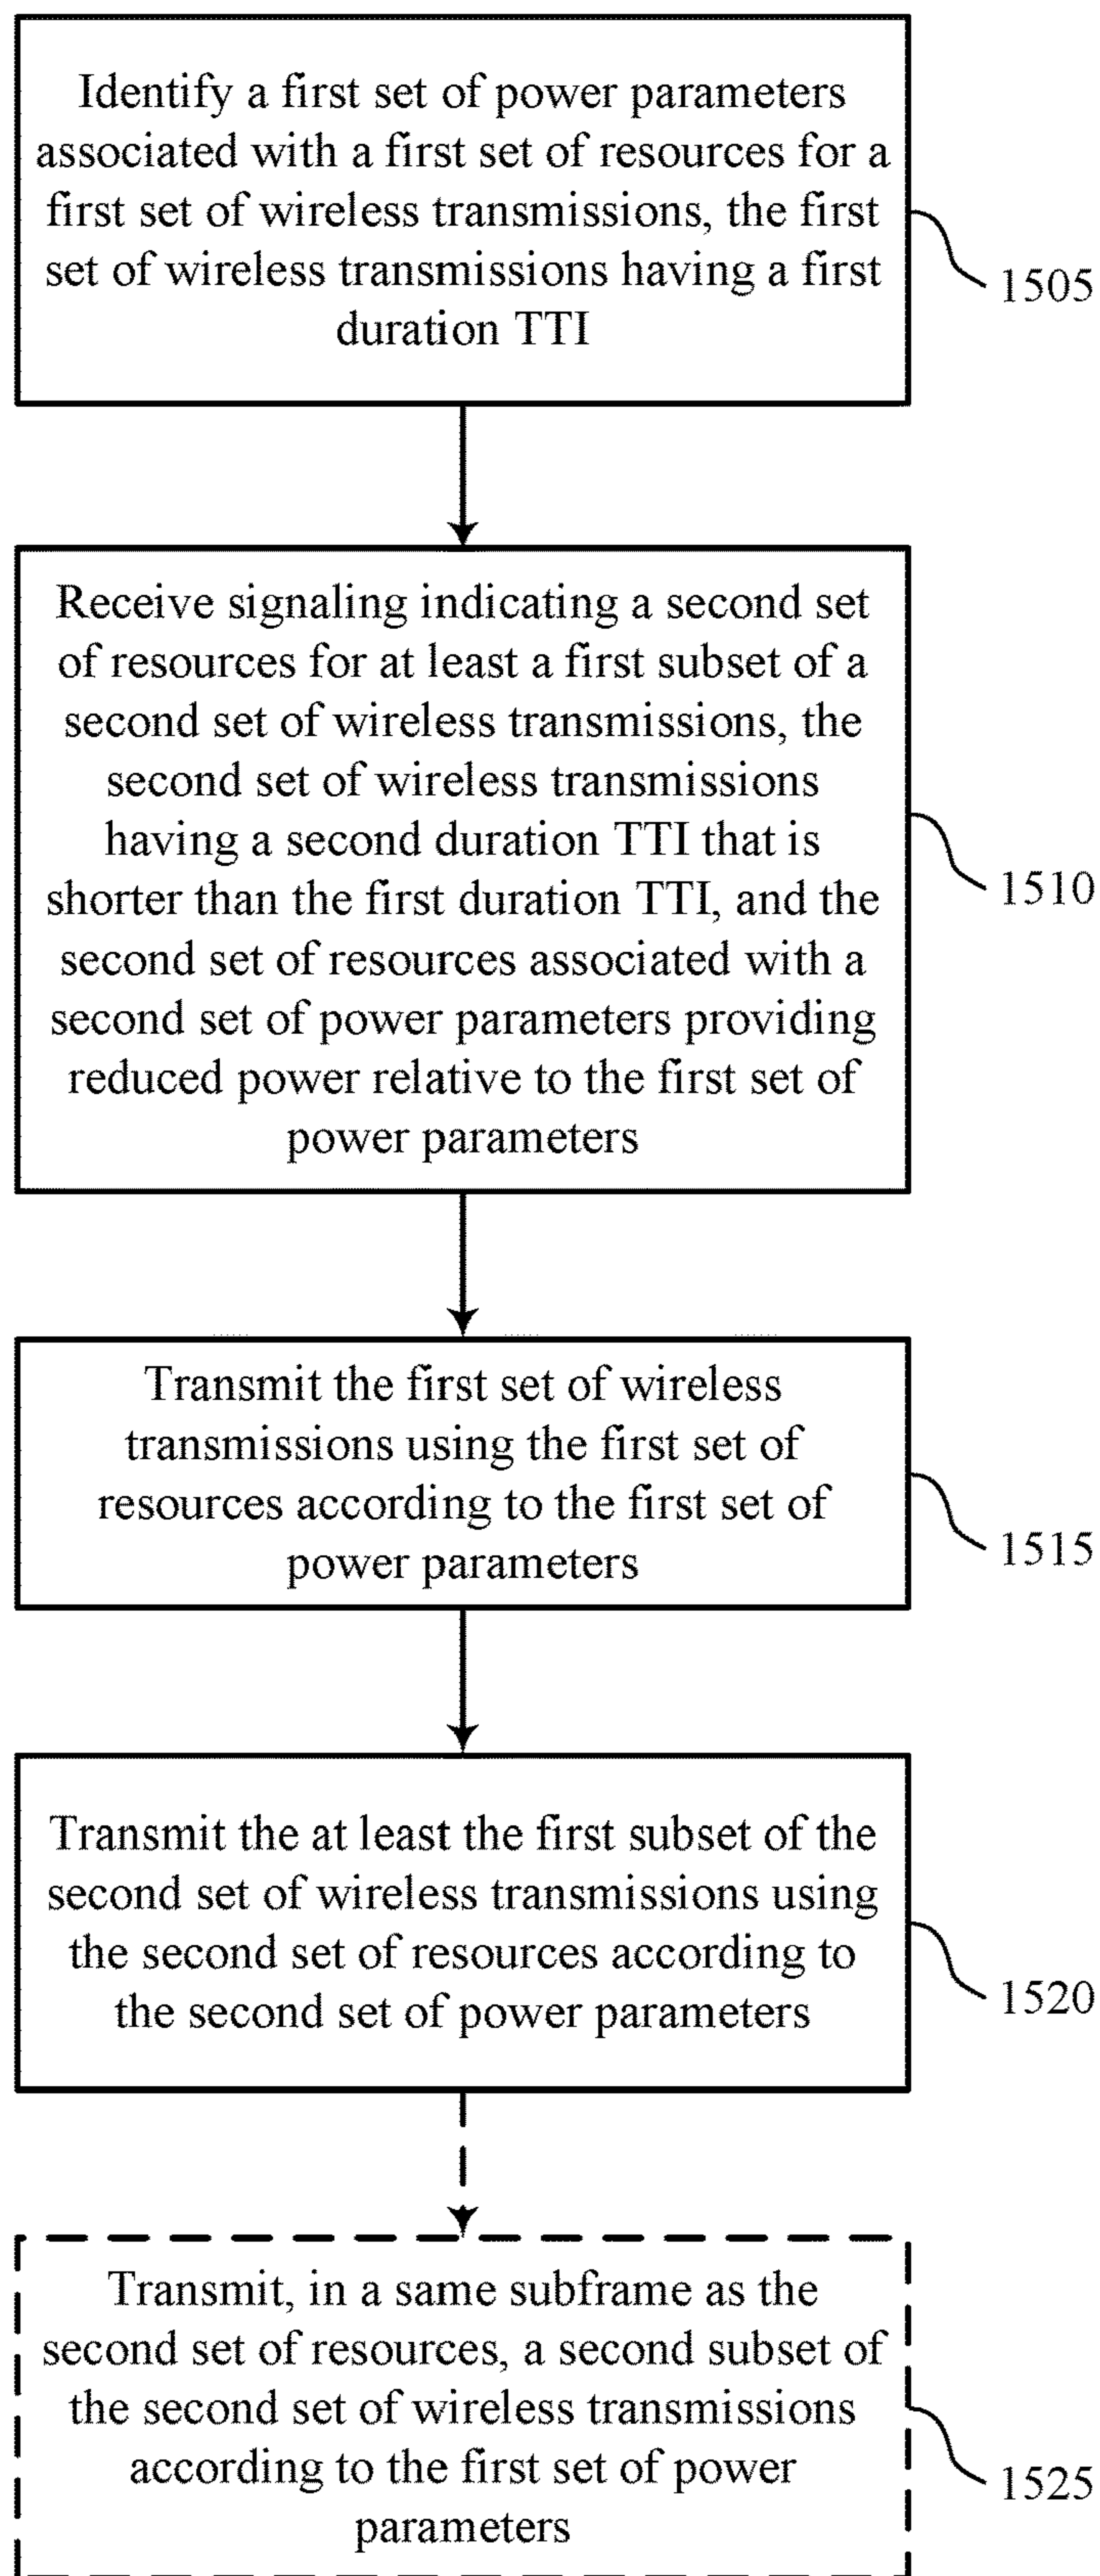 Identify a first set of power parameters
associated with a first set of resources for a
first set of wireless transmissions, the first
set of wireless transmissions having a first
duration TTI
1505
Receive signaling indicating a second set
of resources for at least a first subset of a
second set of wireless transmissions, the
second set of wireless transmissions
having a second duration TTI that is
shorter than the first duration TTI, and the
second set of resources associated with a
second set of power parameters providing
reduced power relative to the first set of
power parameters
1510
Transmit the first set of wireless
transmissions using the first set of
resources according to the first set of
power parameters
1515
Transmit the at least the first subset of the
second set of wireless transmissions using
the second set of resources according to
the second set of power parameters
1520
Transmit, in a same subframe as the
second set of resources, a second subset of
the second set of wireless transmissions
according to the first set of power
parameters
1525